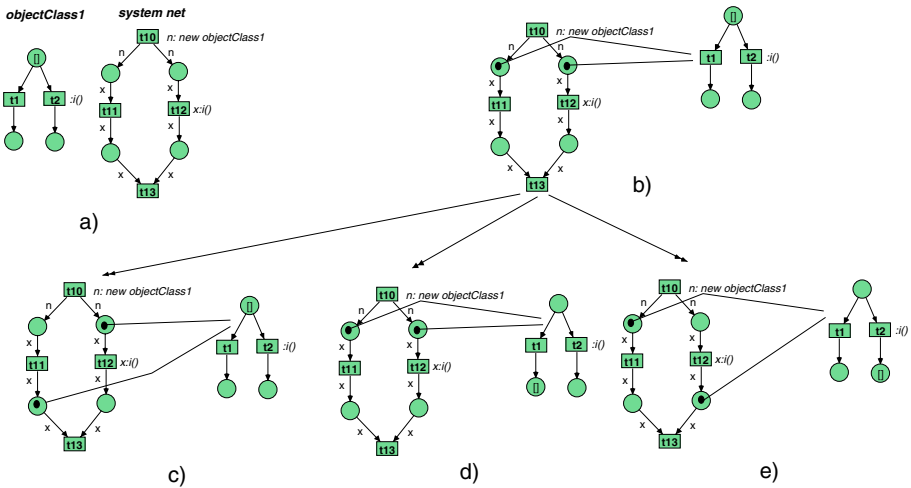 objectClass1
system net
[]
t1
t2
:i()
t10
n: new objectClass1
n
n
x
x
t11
t12
x:i()
x
x
x
x
t13
a)
t10
n: new objectClass1
n
n
x
x
t11
t12
x:i()
x
x
x
x
t13
[]
t1
t2
:i()
b)
t10
n: new objectClass1
n
n
x
x
t11
t12
x:i()
x
x
x
x
t13
[]
t1
t2
:i()
c)
t10
n: new objectClass1
n
n
x
x
t11
t12
x:i()
x
x
x
x
t13
t1
t2
:i()
[]
d)
t10
n: new objectClass1
n
n
x
x
t11
t12
x:i()
x
x
x
x
t13
t1
t2
:i()
[]
e)